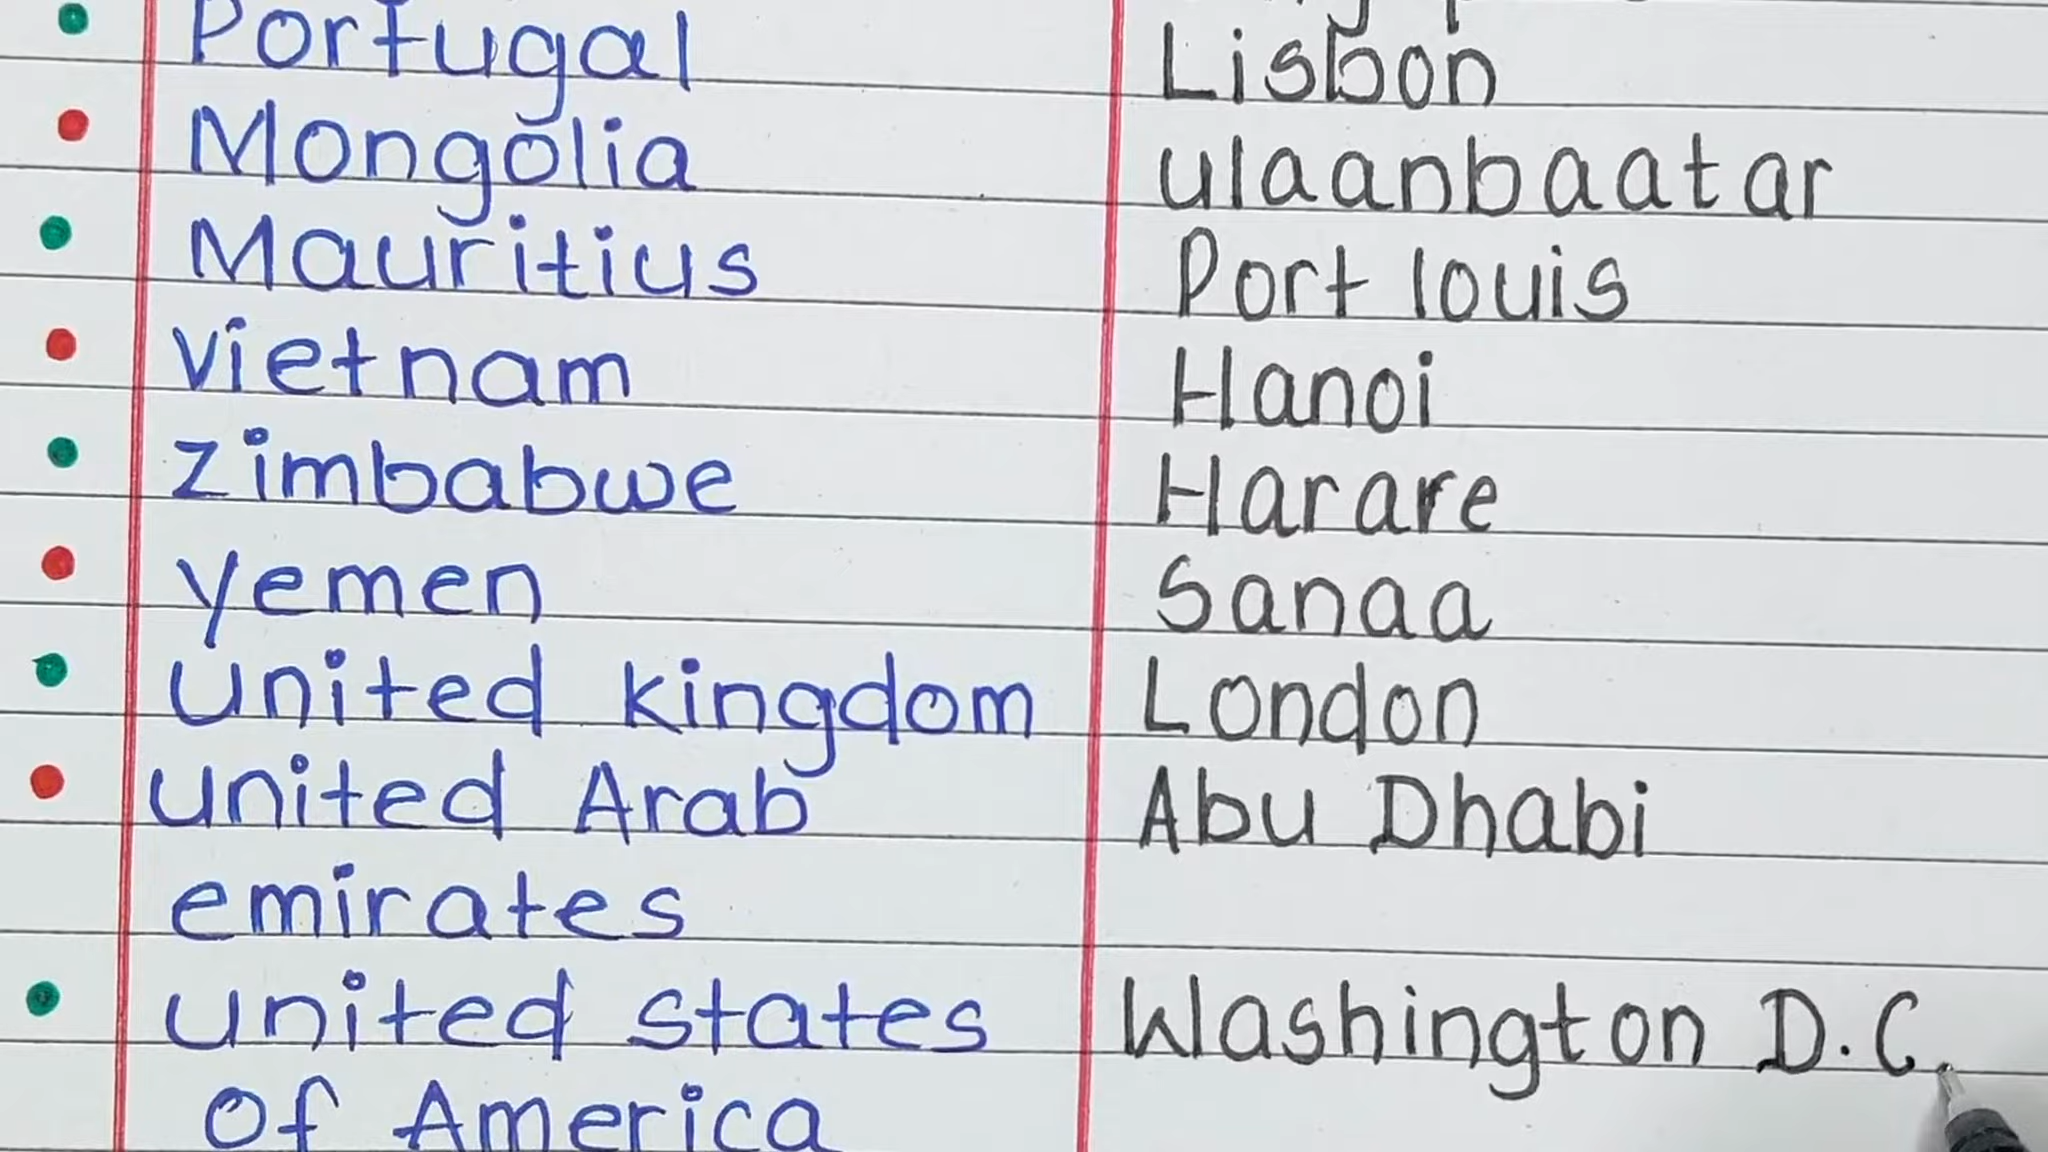 Portugal Lisbon
Mongolia ulaanbaatar
Mauritius Port louis
vietnam Hanoi
zimbabwe Harare
yemen Sanaa
united kingdom London
united Arab Abu Dhabi
emirates
united states Washington D.C.
of America